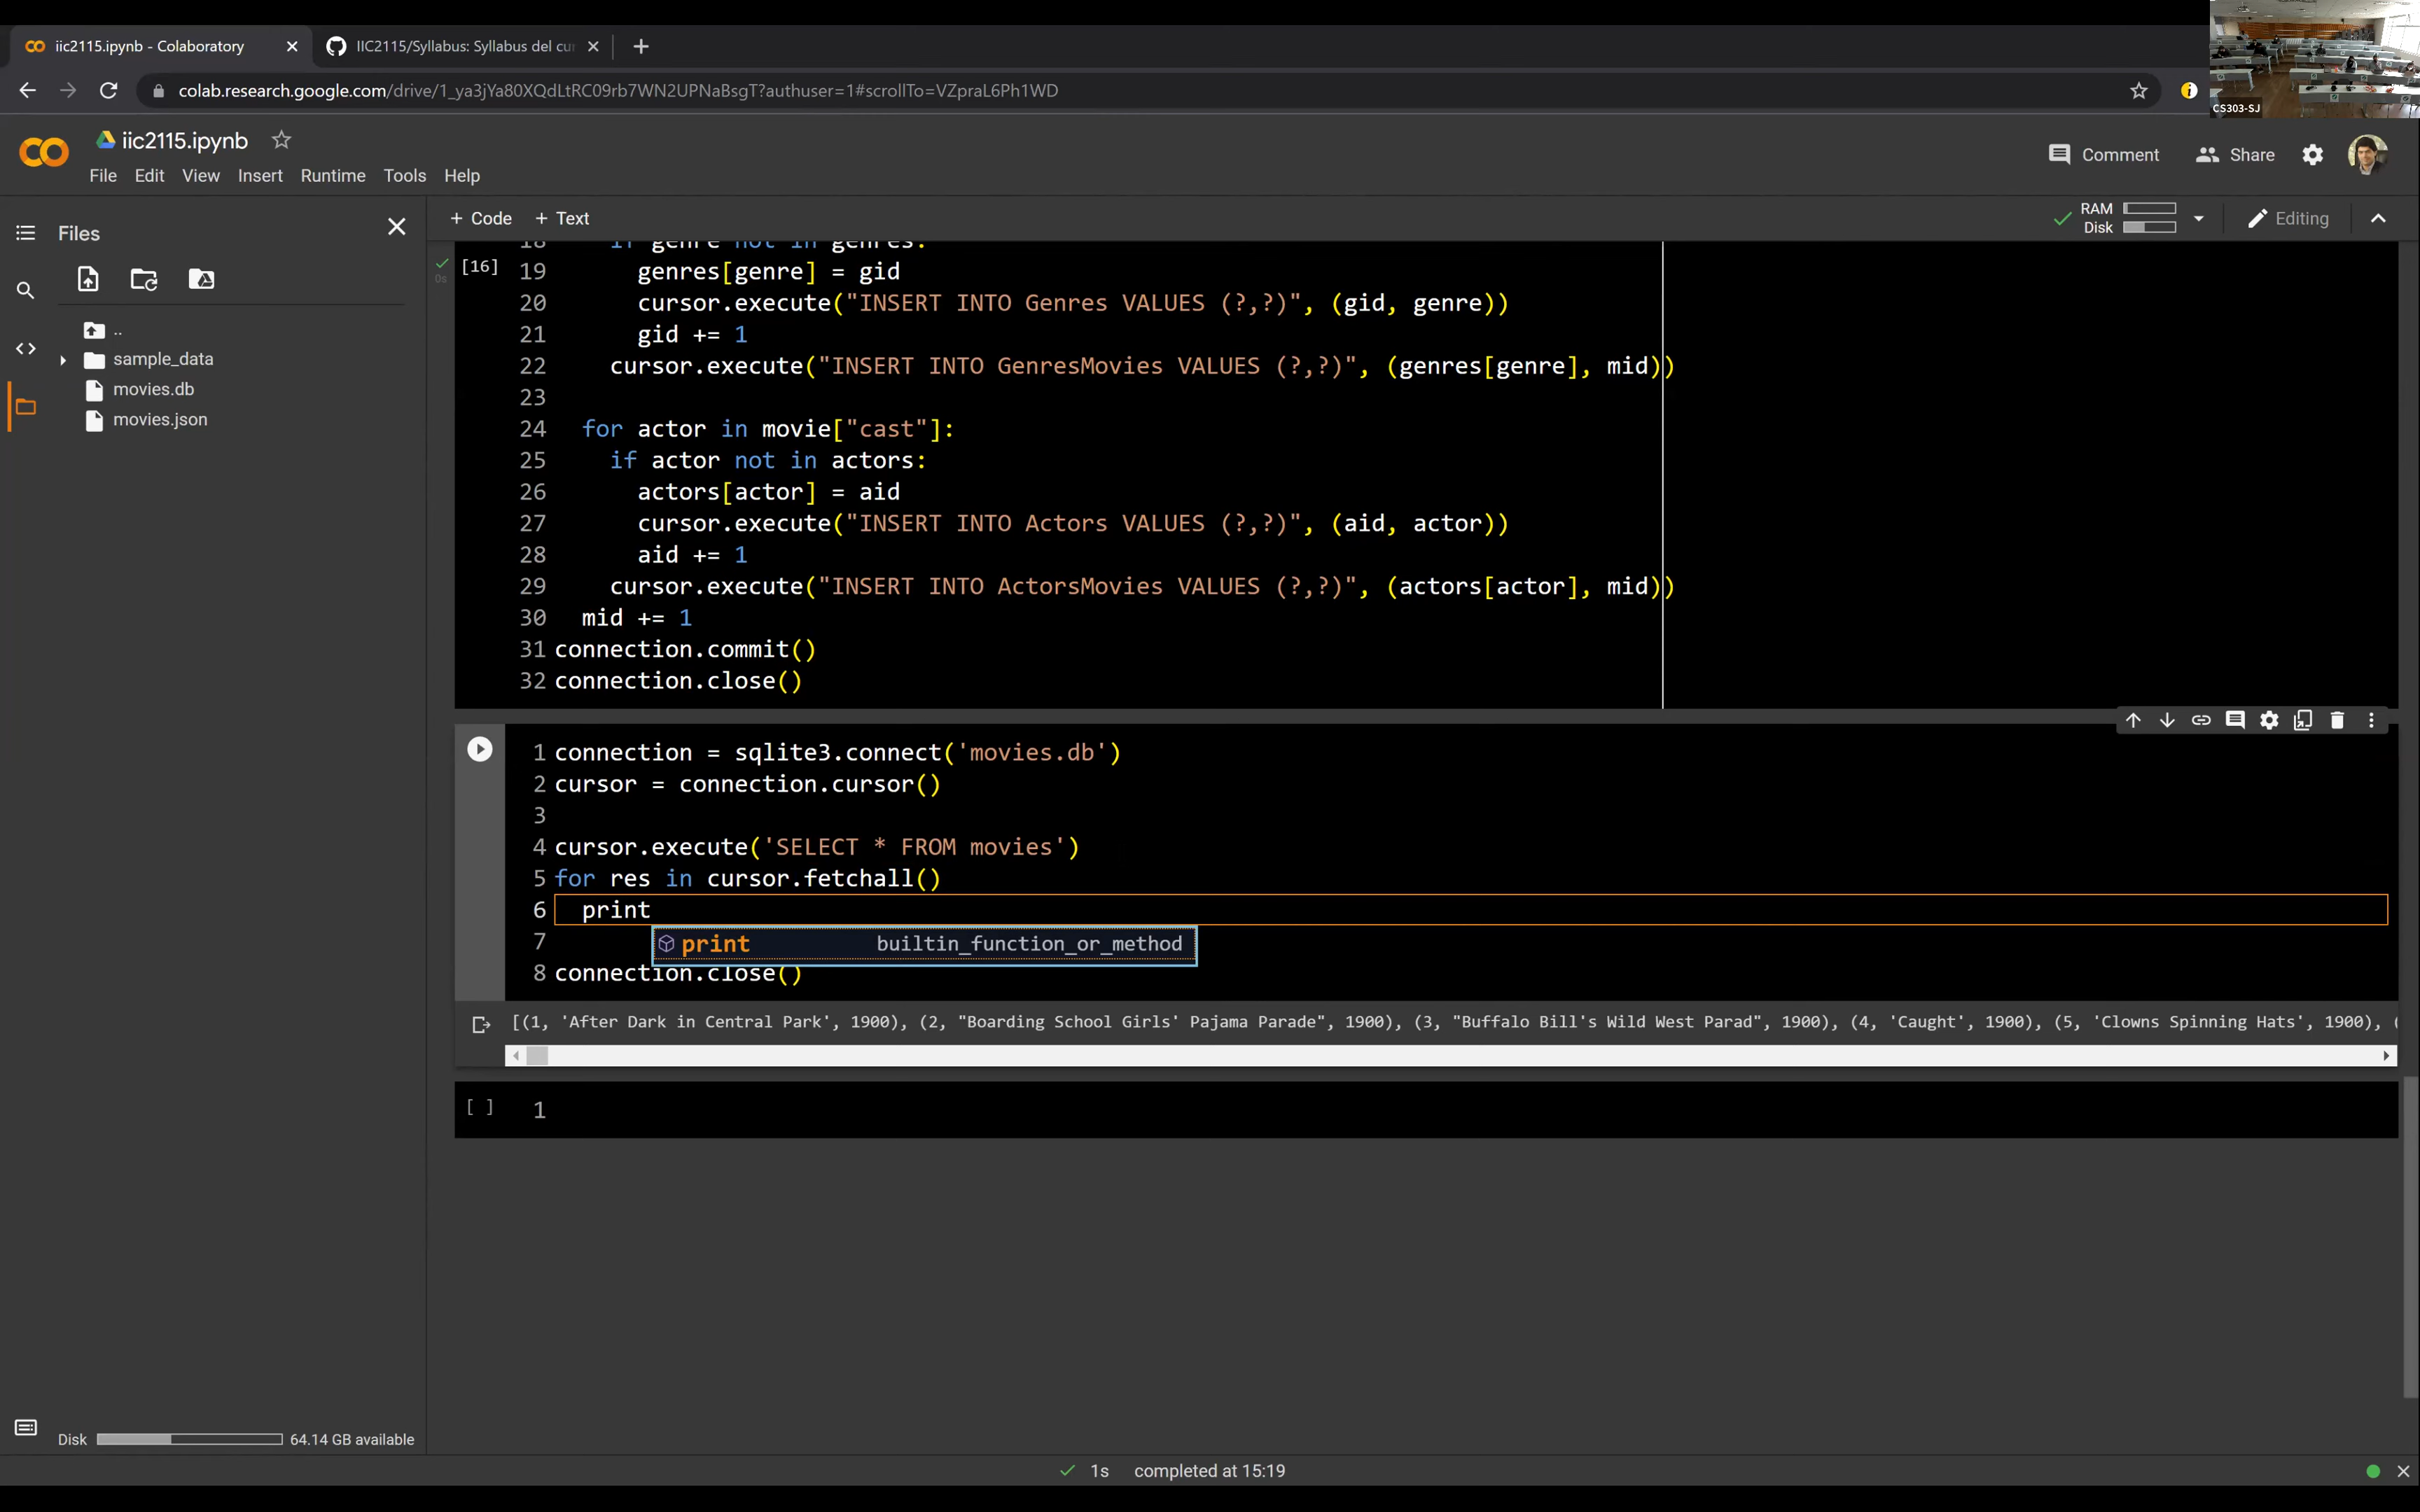 iic2115.ipynb - Colaboratory
IIC2115/Syllabus: Syllabus del cu
colab.research.google.com/drive/1_ya3jYa80XQdLtRC09rb7WN2UPNaBsgT?authuser=1#scrollTo=VZpraL6Ph1WD
CS303-SJ
iic2115.ipynb
Comment
Share
File Edit View Insert Runtime Tools Help
Files
+ Code + Text
RAM
Disk
Editing
..
sample_data
movies.db
movies.json
[16]
0s
18 if genre not in genres:
19 genres[genre] = gid
20 cursor.execute("INSERT INTO Genres VALUES (?,?)", (gid, genre))
21 gid += 1
22 cursor.execute("INSERT INTO GenresMovies VALUES (?,?)", (genres[genre], mid))
23
24 for actor in movie["cast"]:
25 if actor not in actors:
26 actors[actor] = aid
27 cursor.execute("INSERT INTO Actors VALUES (?,?)", (aid, actor))
28 aid += 1
29 cursor.execute("INSERT INTO ActorsMovies VALUES (?,?)", (actors[actor], mid))
30 mid += 1
31 connection.commit()
32 connection.close()
1 connection = sqlite3.connect('movies.db')
2 cursor = connection.cursor()
3
4 cursor.execute('SELECT * FROM movies')
5 for res in cursor.fetchall()
6 print
7
print builtin_function_or_method
8 connection.close()
[(1, 'After Dark in Central Park', 1900), (2, "Boarding School Girls' Pajama Parade", 1900), (3, "Buffalo Bill's Wild West Parad", 1900), (4, 'Caught', 1900), (5, 'Clowns Spinning Hats', 1900), (
[ ] 1
Disk 64.14 GB available
1s completed at 15:19